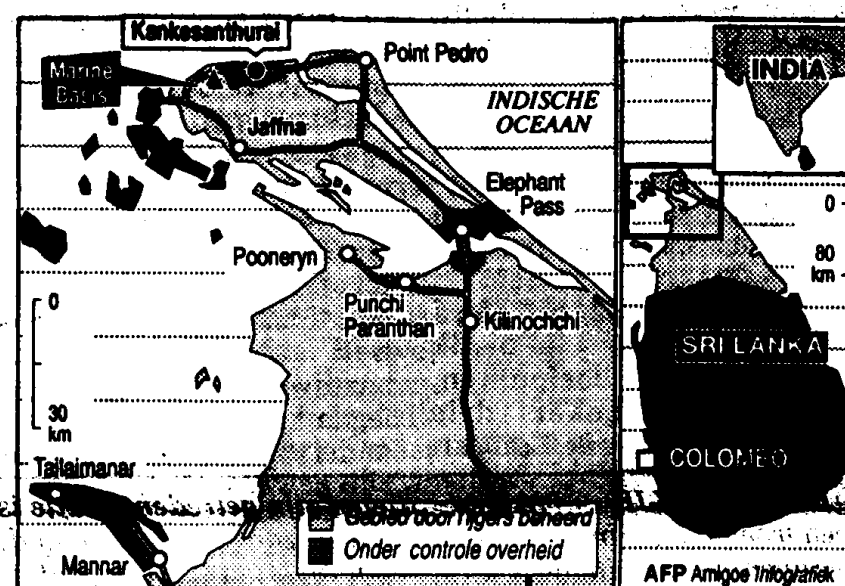 Kankesanthurai
Point Pedro
Marine
Basis
INDIA
INDISCHE
OCEAAN
Jaffna
Elephant
Pass
0
80
km
Pooneryn
0
Punchi
Paranthan
Kilinochchi
SRI LANKA
30
km
Tallaimanar
COLOMBO
Gebied door tijgers beheerd
Mannar
Onder controle overheid
AFP Amigoe Infografiek